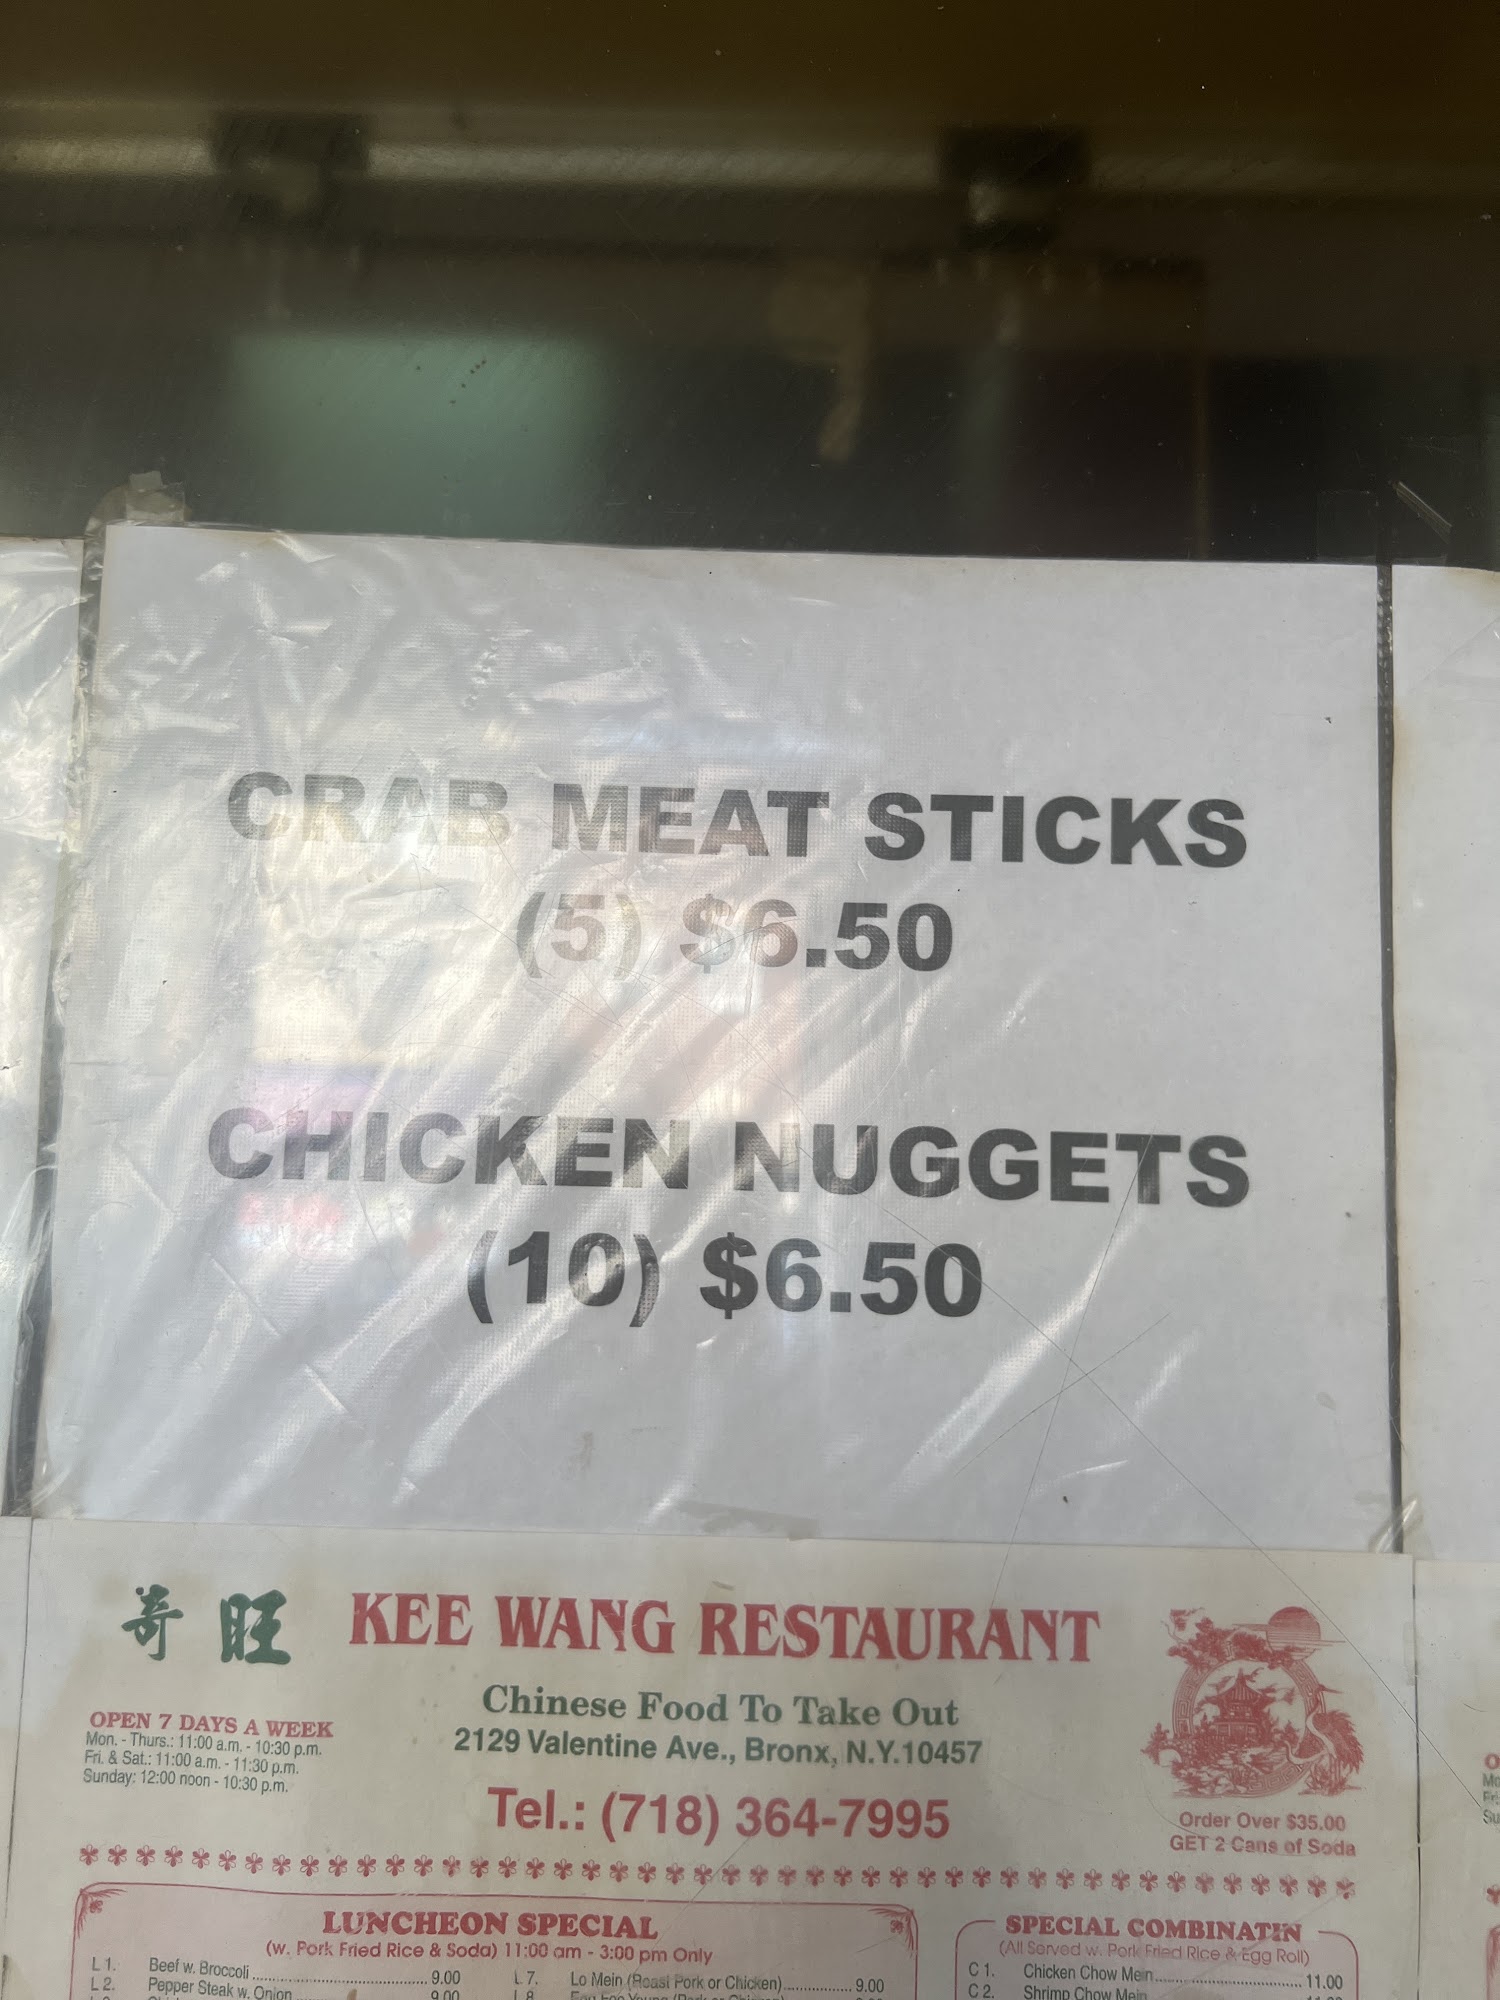 CRAB MEAT STICKS
(5) $6.50
CHICKEN NUGGETS
(10) $6.50
奇旺 KEE WANG RESTAURANT
Chinese Food To Take Out
2129 Valentine Ave., Bronx, N.Y.10457
Tel.: (718) 364-7995
OPEN 7 DAYS A WEEK
Mon. - Thurs.: 11:00 a.m. - 10:30 p.m.
Fri. & Sat.: 11:00 a.m. - 11:30 p.m.
Sunday: 12:00 noon - 10:30 p.m.
Order Over $35.00
GET 2 Cans of Soda
LUNCHEON SPECIAL
(w. Pork Fried Rice & Soda) 11:00 am - 3:00 pm Only
L 1. Beef w. Broccoli 9.00
L 2. Pepper Steak w. Onion 9.00
L 7. Lo Mein (Roast Pork or Chicken) 9.00
L 8.
SPECIAL COMBINATIN
(All Served w. Pork Fried Rice & Egg Roll)
C 1. Chicken Chow Mein 11.00
C 2. Shrimp Chow Mein